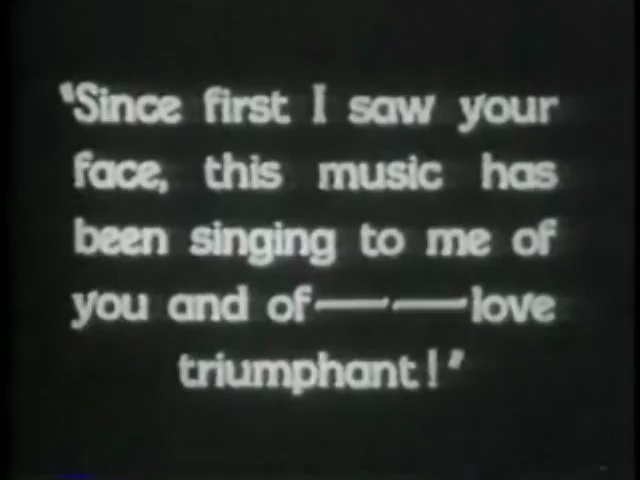 "Since first I saw your
face, this music has
been singing to me of
you and of — — love
triumphant!"